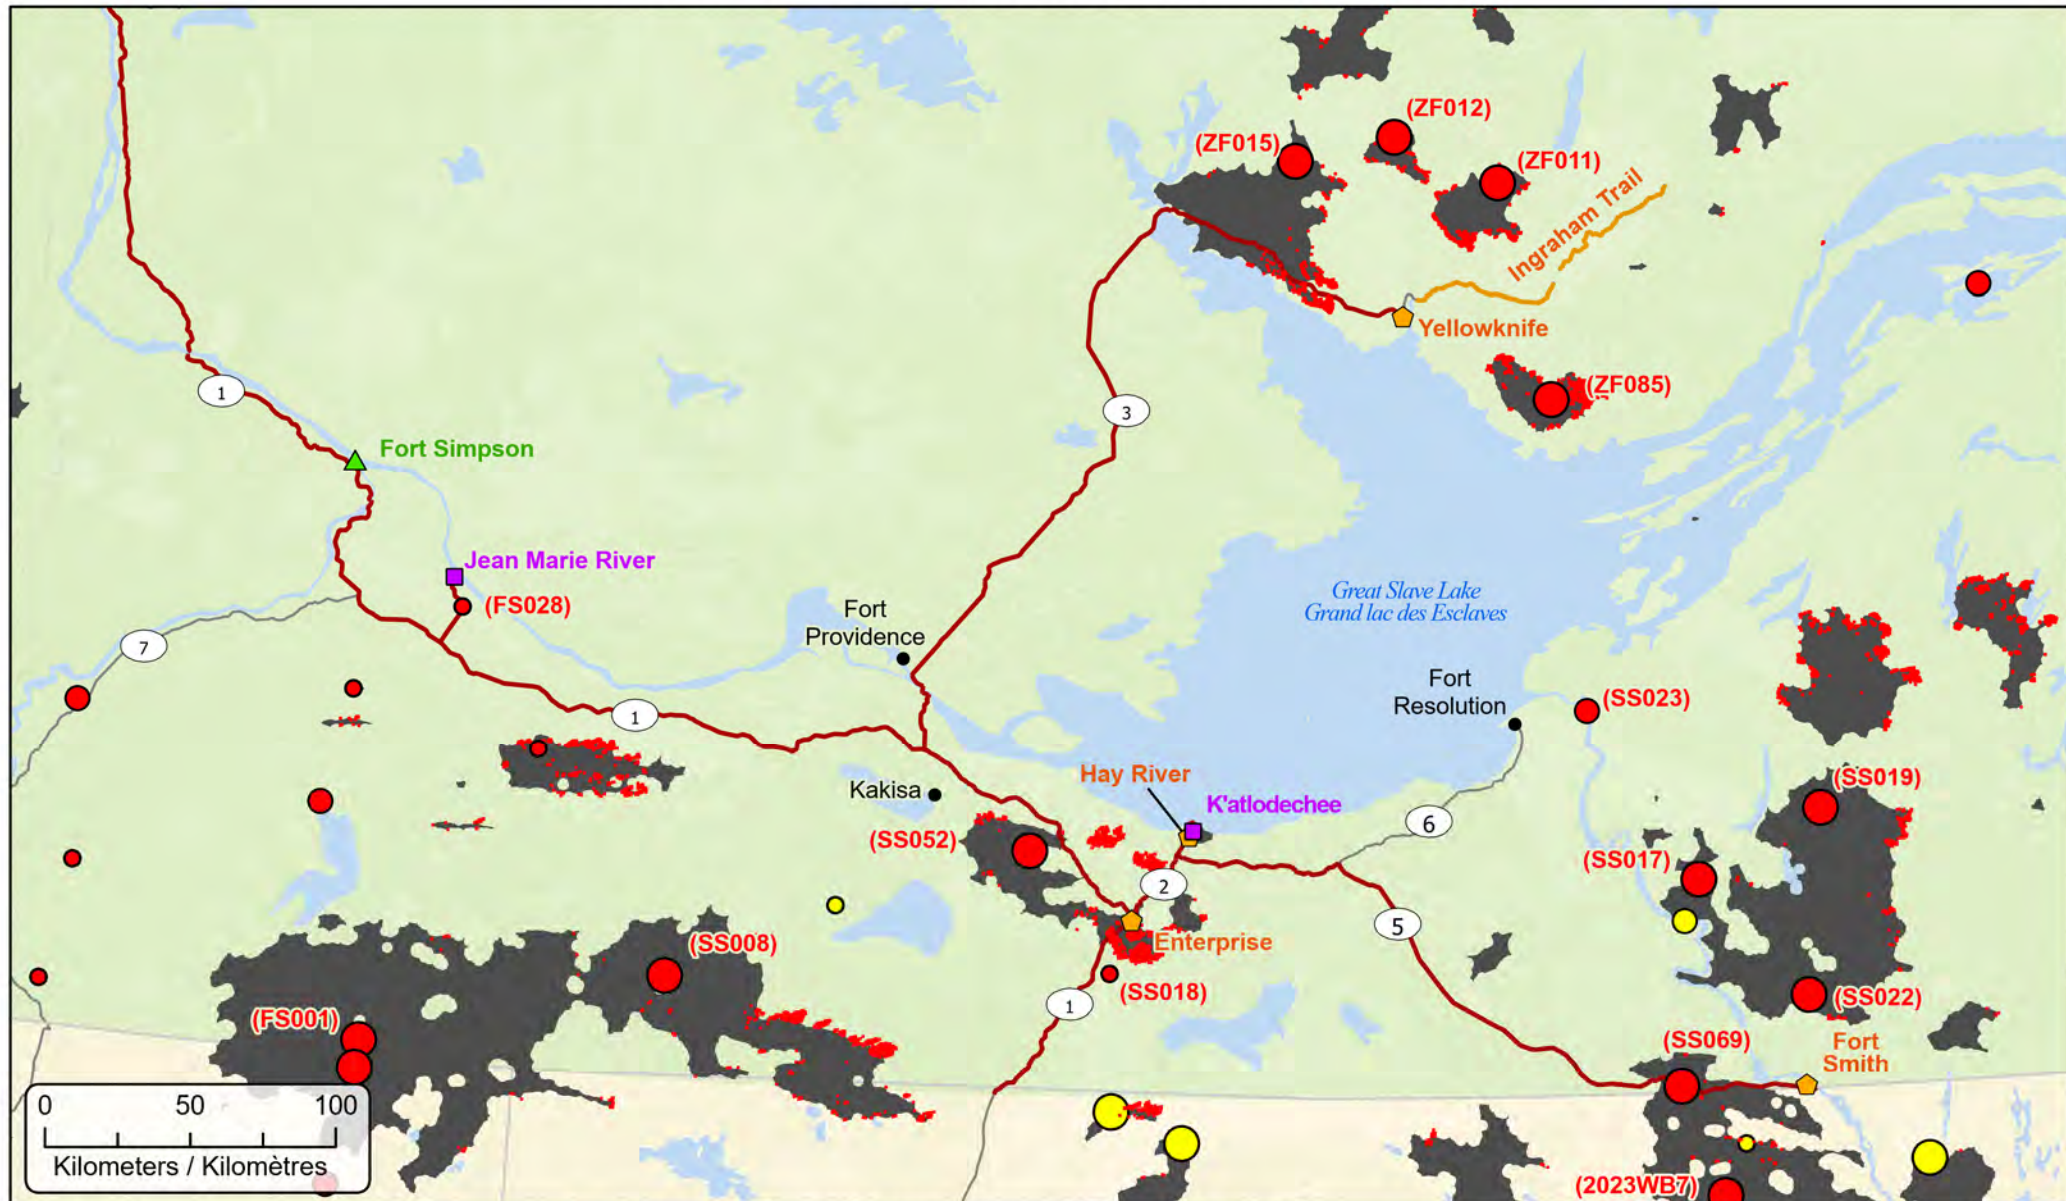 (ZF012)
(ZF015)
(ZF011)
Ingraham Trail
Yellowknife
1
3
(ZF085)
Fort Simpson
Jean Marie River
(FS028)
Great Slave Lake
Grand lac des Esclaves
Fort
Providence
7
1
Fort
Resolution
(SS023)
Hay River
Kakisa
K'atlodechee
(SS019)
6
(SS052)
(SS017)
2
5
(SS008)
Enterprise
(SS018)
1
(SS022)
(FS001)
(SS069)
Fort
Smith
0 50 100
Kilometers / Kilomètres
(2023WB7)